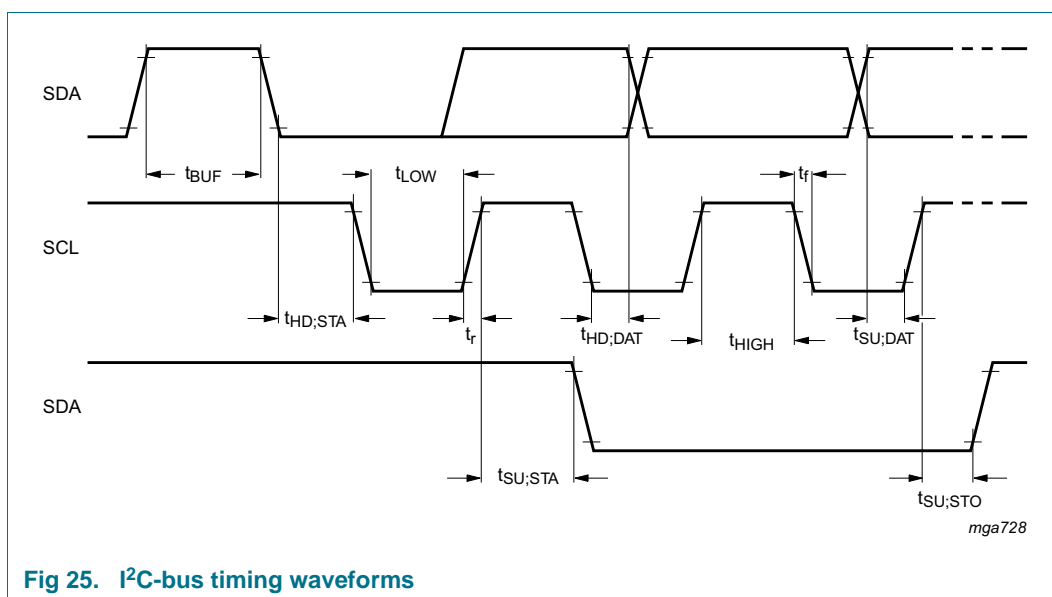 SDA
tBUF
tLOW
tf
SCL
tHD;STA
tr
tHD;DAT
tHIGH
tSU;DAT
SDA
tSU;STA
tSU;STO
mga728
Fig 25. I²C-bus timing waveforms